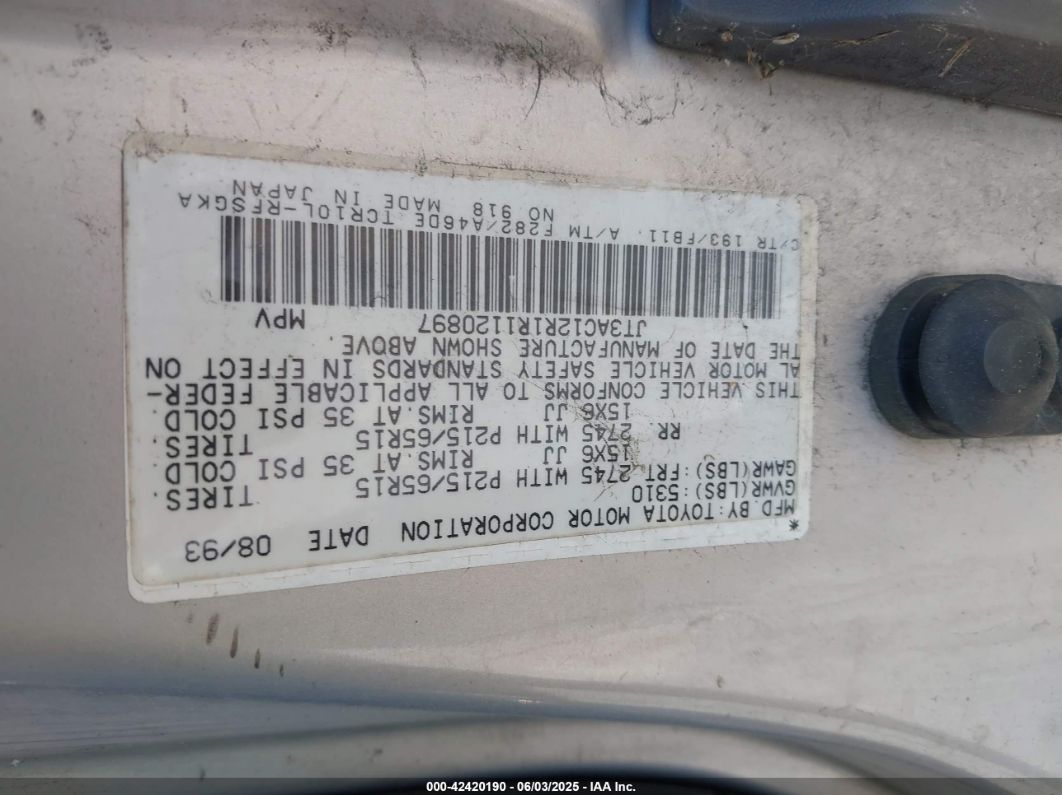 *
MFD BY:TOYOTA MOTOR CORPORATION DATE 08/93
GVWR(LBS):5310
GAWR(LBS):FRT. 2745 WITH P215/65R15 TIRES.
15X6 JJ RIMS.AT 35 PSI COLD
RR. 2745 WITH P215/65R15 TIRES.
15X6 JJ RIMS.AT 35 PSI COLD.
THIS VEHICLE CONFORMS TO ALL APPLICABLE FEDER-
AL MOTOR VEHICLE SAFETY STANDARDS IN EFFECT ON
THE DATE OF MANUFACTURE SHOWN ABOVE.
JT3AC12R1R1120897 MPV
C/TR 193/FB11. A/TM F282/A46DE TCR10L-RFSGKA
NO 918 MADE IN JAPAN
000-42420190 - 06/03/2025 - IAA Inc.